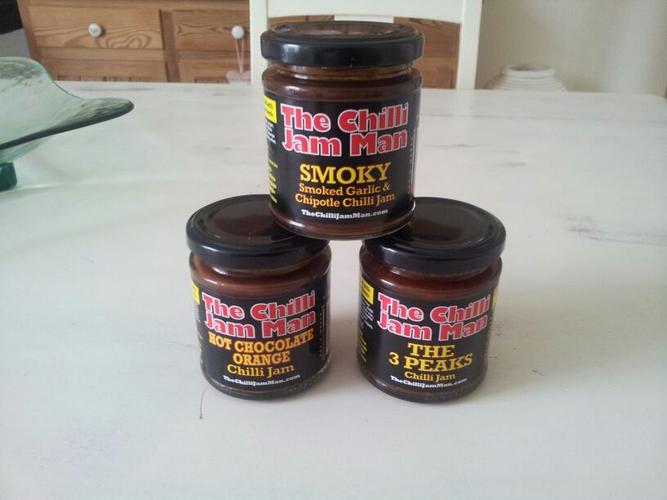 The Chilli
Jam Man
SMOKY
Smoked Garlic &
Chipotle Chilli Jam
TheChilliJamMan.com
The Chilli
Jam Man
HOT CHOCOLATE
ORANGE
Chilli Jam
TheChilliJamMan.com
The Chilli
Jam Man
THE
3 PEAKS
Chilli Jam
TheChilliJamMan.com